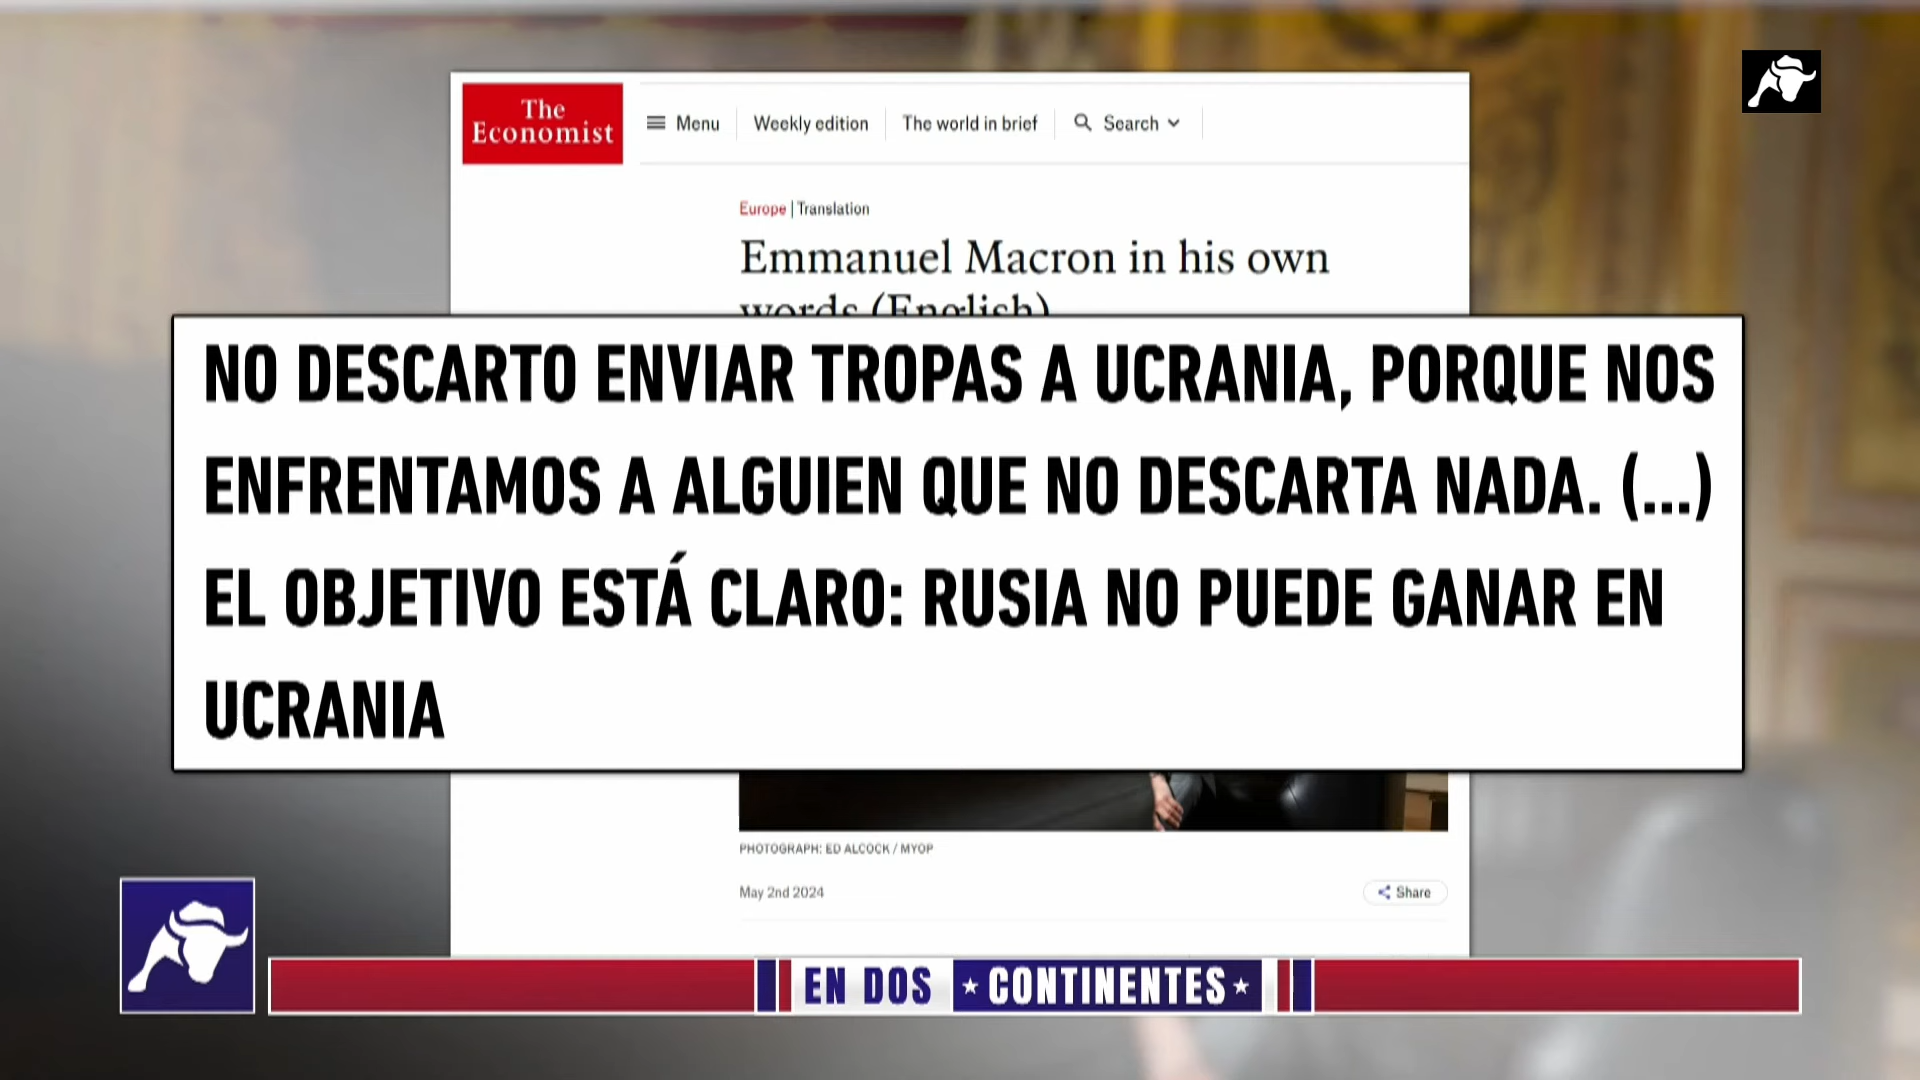 The
Economist
Menu
Weekly edition
The world in brief
Search
Europe | Translation
Emmanuel Macron in his own
words (English)
NO DESCARTO ENVIAR TROPAS A UCRANIA, PORQUE NOS
ENFRENTAMOS A ALGUIEN QUE NO DESCARTA NADA. (...)
EL OBJETIVO ESTÁ CLARO: RUSIA NO PUEDE GANAR EN
UCRANIA
PHOTOGRAPH: ED ALCOCK / MYOP
May 2nd 2024
Share
EN DOS CONTINENTES